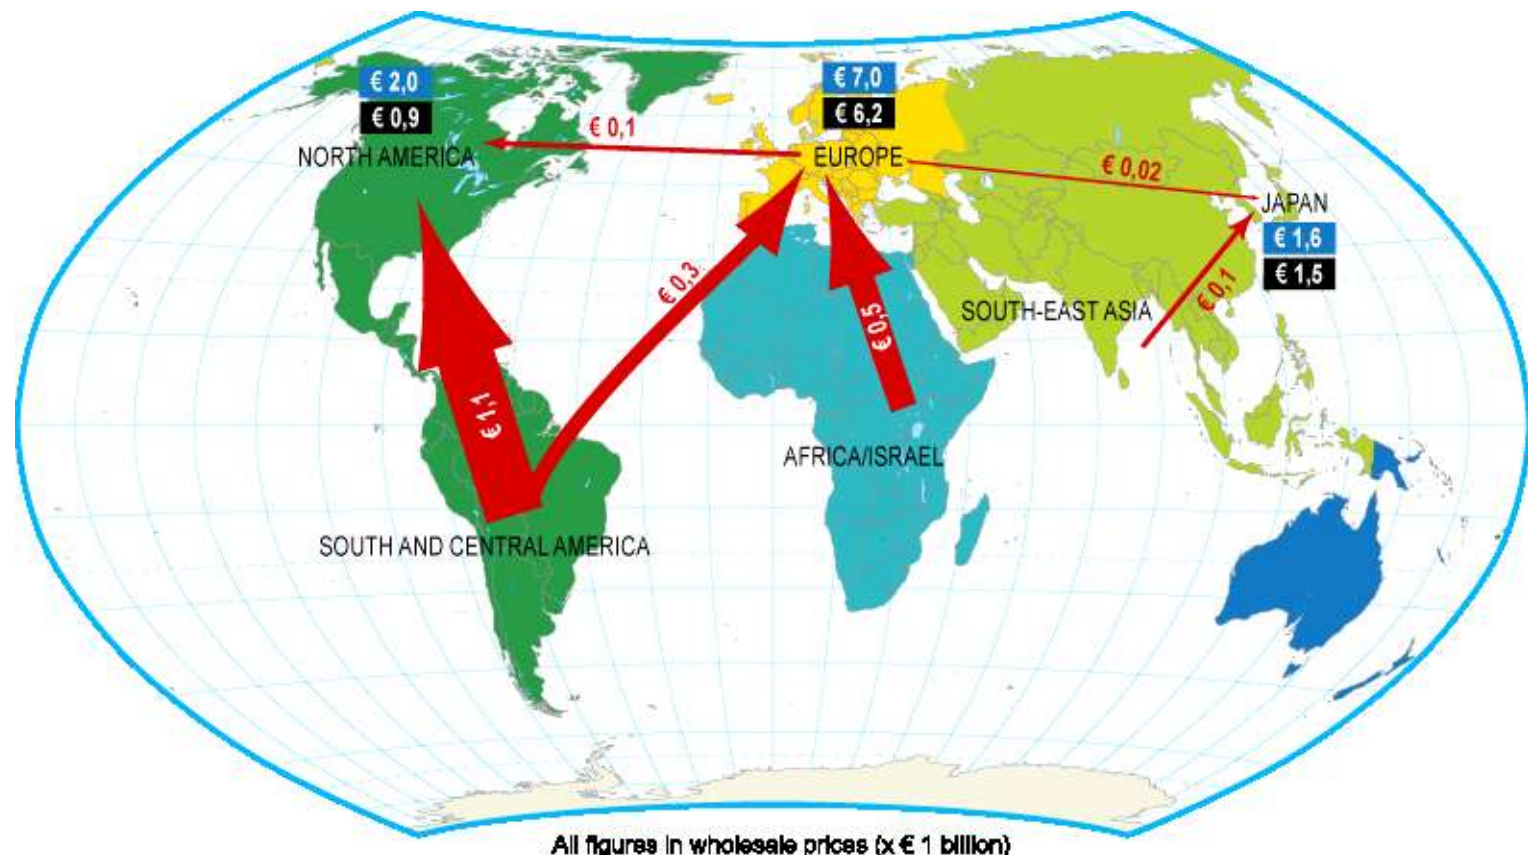 € 2,0
€ 0,9
NORTH AMERICA
€ 0,1
€ 7,0
€ 6,2
EUROPE
€ 0,02
JAPAN
€ 1,6
€ 1,5
€ 0,3
€ 0,5
SOUTH-EAST ASIA
€ 0,1
€ 1,1
AFRICA/ISRAEL
SOUTH AND CENTRAL AMERICA
All figures in wholesale prices (x € 1 billion)